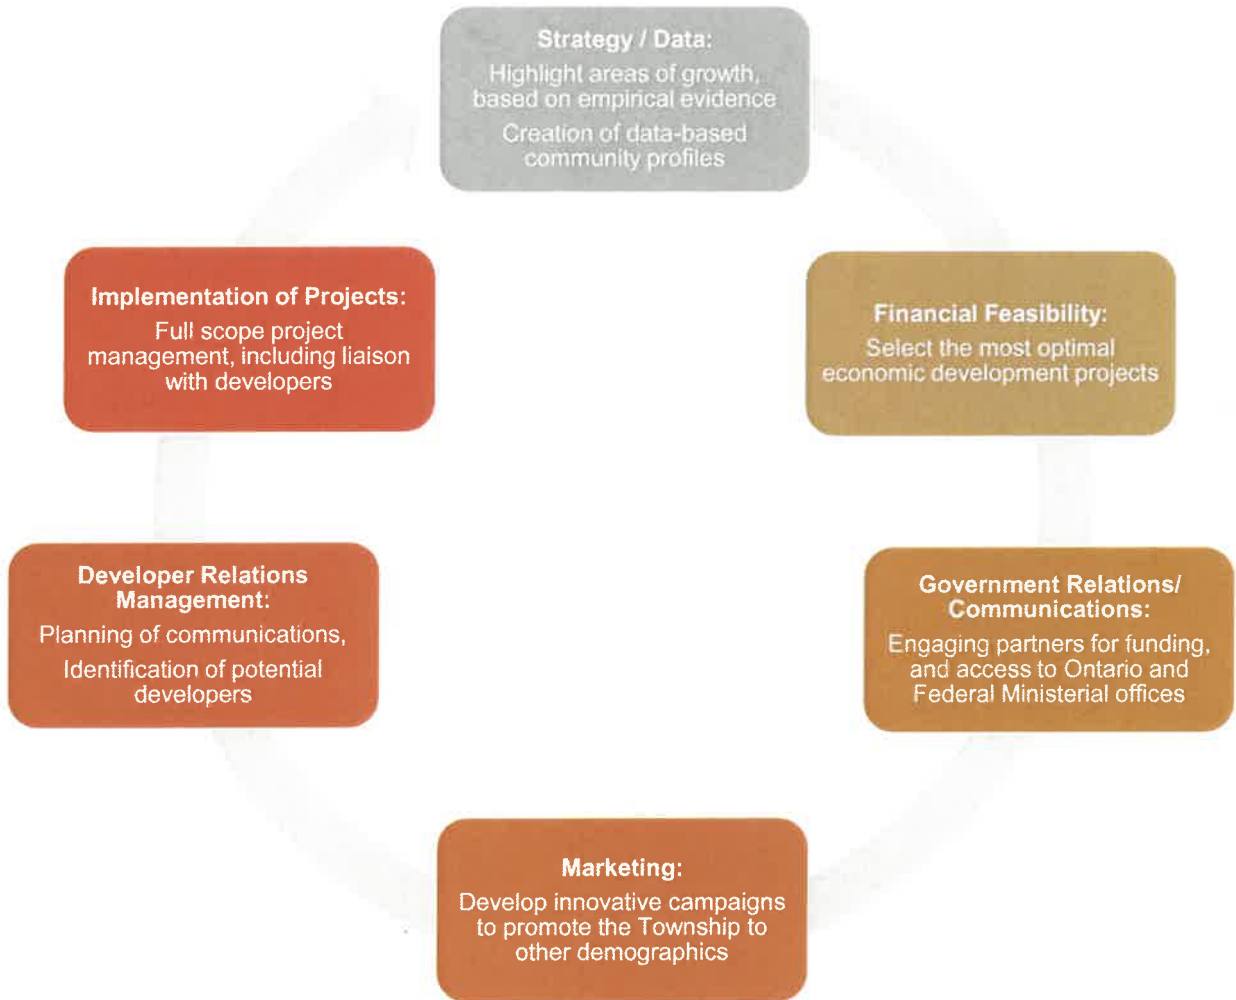 Strategy / Data:
Highlight areas of growth,
based on empirical evidence
Creation of data-based
community profiles
Financial Feasibility:
Select the most optimal
economic development projects
Government Relations/
Communications:
Engaging partners for funding,
and access to Ontario and
Federal Ministerial offices
Marketing:
Develop innovative campaigns
to promote the Township to
other demographics
Developer Relations
Management:
Planning of communications,
Identification of potential
developers
Implementation of Projects:
Full scope project
management, including liaison
with developers